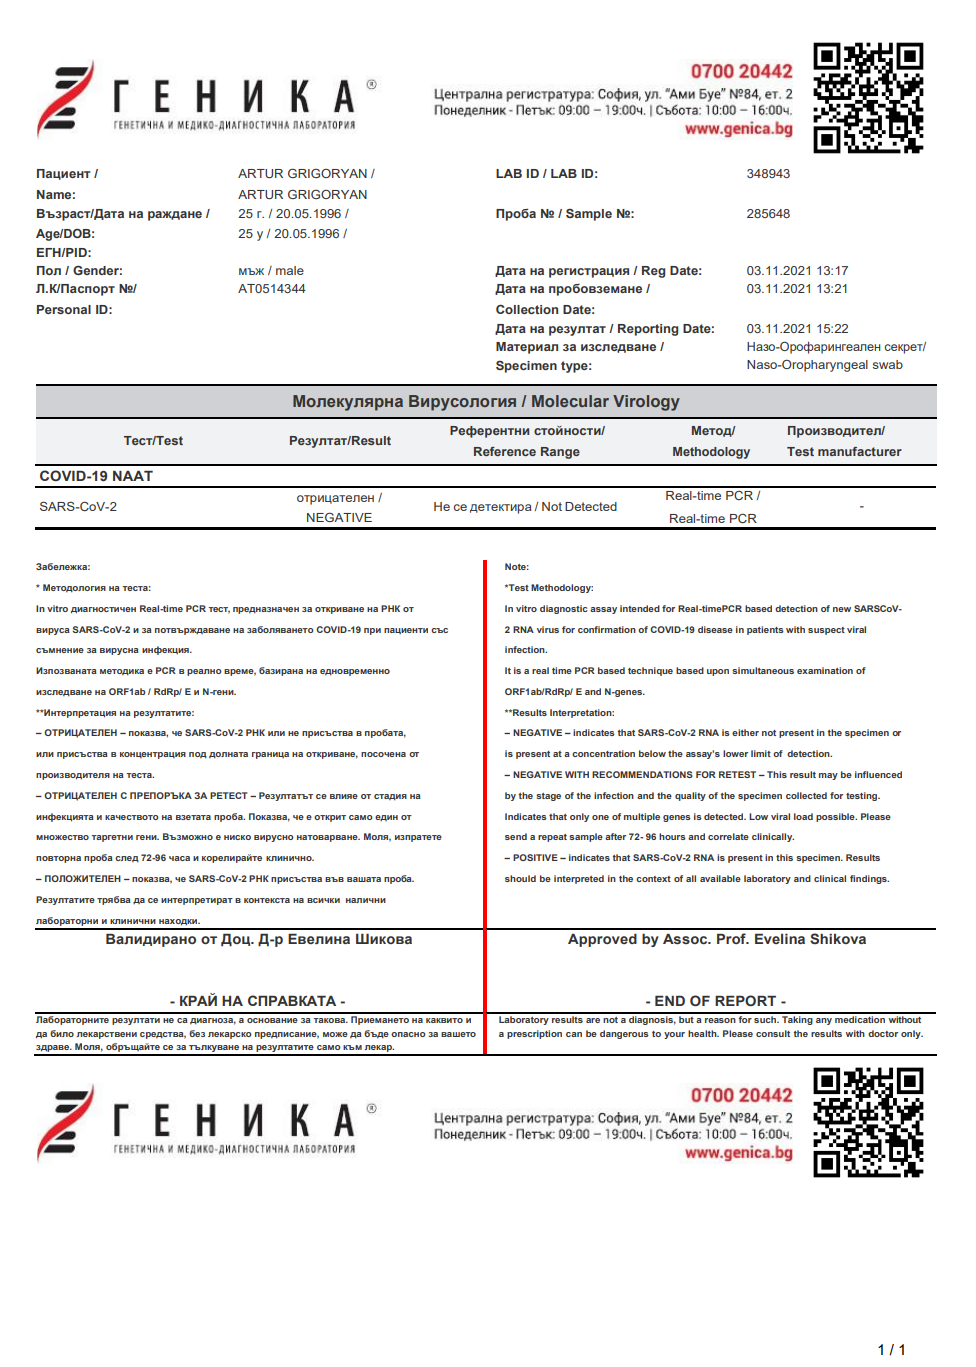 ГЕНИКА®
ГЕНЕТИЧНА И МЕДИКО-ДИАГНОСТИЧНА ЛАБОРАТОРИЯ
0700 20442
Централна регистратура: София, ул. “Ами Буе” №84, ет. 2
Понеделник - Петък: 09:00 – 19:00ч. | Събота: 10:00 – 16:00ч.
www.genica.bg
Пациент / ARTUR GRIGORYAN / LAB ID / LAB ID: 348943
Name: ARTUR GRIGORYAN
Възраст/Дата на раждане / 25 г. / 20.05.1996 / Проба № / Sample №: 285648
Age/DOB: 25 y / 20.05.1996 /
ЕГН/PID:
Пол / Gender: мъж / male Дата на регистрация / Reg Date: 03.11.2021 13:17
Л.К/Паспорт №/ AT0514344 Дата на пробовземане / 03.11.2021 13:21
Personal ID: Collection Date:
Дата на резултат / Reporting Date: 03.11.2021 15:22
Материал за изследване / Назо-Орофарингеален секрет/
Specimen type: Naso-Oropharyngeal swab
Молекулярна Вирусология / Molecular Virology
Тест/Test Резултат/Result Референтни стойности/ Метод/ Производител/
Reference Range Methodology Test manufacturer
COVID-19 NAAT
SARS-CoV-2 отрицателен / Не се детектира / Not Detected Real-time PCR / -
NEGATIVE Real-time PCR
Забележка:
* Методология на теста:
In vitro диагностичен Real-time PCR тест, предназначен за откриване на РНК от
вируса SARS-CoV-2 и за потвърждаване на заболяването COVID-19 при пациенти със
съмнение за вирусна инфекция.
Изпозваната методика е PCR в реално време, базирана на едновременно
изследване на ORF1ab / RdRp/ E и N-гени.
**Интерпретация на резултатите:
– ОТРИЦАТЕЛЕН – показва, че SARS-CoV-2 РНК или не присъства в пробата,
или присъства в концентрация под долната граница на откриване, посочена от
производителя на теста.
– ОТРИЦАТЕЛЕН С ПРЕПОРЪКА ЗА РЕТЕСТ – Резултатът се влияе от стадия на
инфекцията и качеството на взетата проба. Показва, че е открит само един от
множество таргетни гени. Възможно е ниско вирусно натоварване. Моля, изпратете
повторна проба след 72-96 часа и корелирайте клинично.
– ПОЛОЖИТЕЛЕН – показва, че SARS-CoV-2 РНК присъства във вашата проба.
Резултатите трябва да се интерпретират в контекста на всички налични
лабораторни и клинични находки.
Валидирано от Доц. Д-р Евелина Шикова
- КРАЙ НА СПРАВКАТА -
Лабораторните резултати не са диагноза, а основание за такова. Приемането на каквито и
да било лекарствени средства, без лекарско предписание, може да бъде опасно за вашето
здраве. Моля, обръщайте се за тълкуване на резултатите само към лекар.
Note:
*Test Methodology:
In vitro diagnostic assay intended for Real-timePCR based detection of new SARSCoV-
2 RNA virus for confirmation of COVID-19 disease in patients with suspect viral
infection.
It is a real time PCR based technique based upon simultaneous examination of
ORF1ab/RdRp/ E and N-genes.
**Results Interpretation:
– NEGATIVE – indicates that SARS-CoV-2 RNA is either not present in the specimen or
is present at a concentration below the assay’s lower limit of detection.
– NEGATIVE WITH RECOMMENDATIONS FOR RETEST – This result may be influenced
by the stage of the infection and the quality of the specimen collected for testing.
Indicates that only one of multiple genes is detected. Low viral load possible. Please
send a repeat sample after 72- 96 hours and correlate clinically.
– POSITIVE – indicates that SARS-CoV-2 RNA is present in this specimen. Results
should be interpreted in the context of all available laboratory and clinical findings.
Approved by Assoc. Prof. Evelina Shikova
- END OF REPORT -
Laboratory results are not a diagnosis, but a reason for such. Taking any medication without
a prescription can be dangerous to your health. Please consult the results with doctor only.
ГЕНИКА®
ГЕНЕТИЧНА И МЕДИКО-ДИАГНОСТИЧНА ЛАБОРАТОРИЯ
0700 20442
Централна регистратура: София, ул. “Ами Буе” №84, ет. 2
Понеделник - Петък: 09:00 – 19:00ч. | Събота: 10:00 – 16:00ч.
www.genica.bg
1 / 1